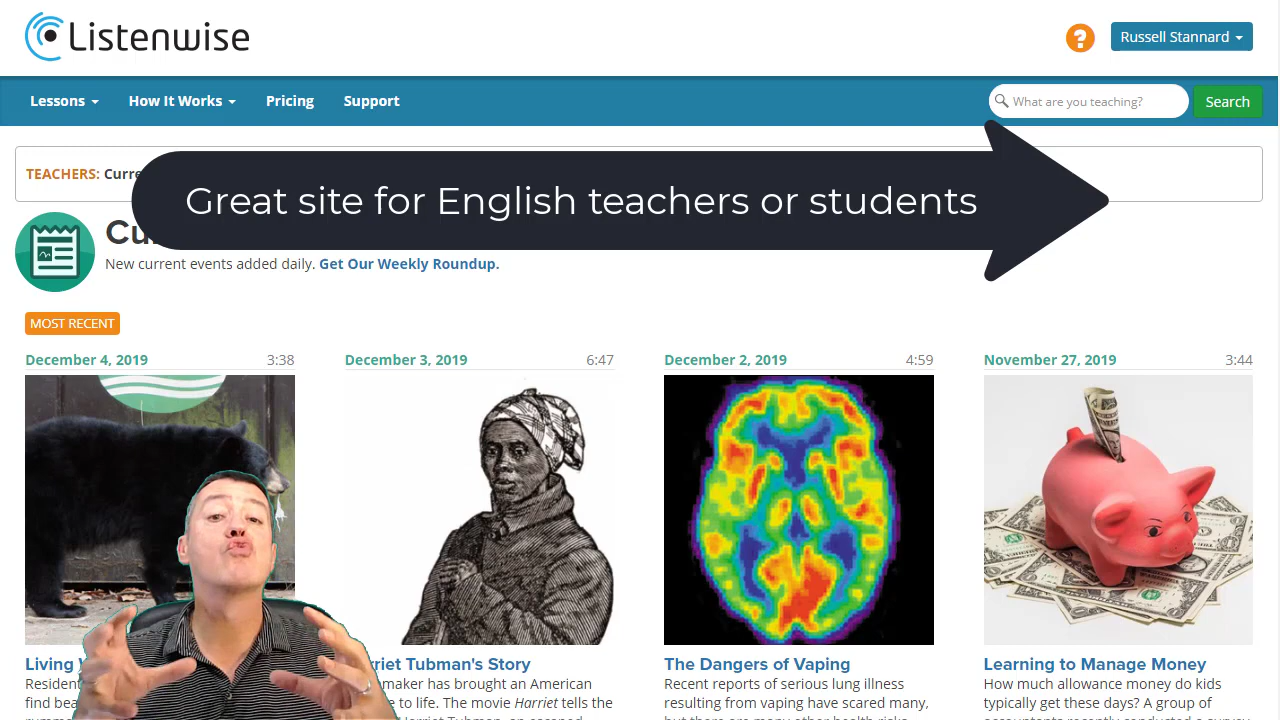 Listenwise
?
Russell Stannard
Lessons
How It Works
Pricing
Support
What are you teaching?
Search
TEACHERS:
Great site for English teachers or students
New current events added daily. Get Our Weekly Roundup.
MOST RECENT
December 4, 2019 3:38
December 3, 2019 6:47
December 2, 2019 4:59
November 27, 2019 3:44
Living
Tubman's Story
The Dangers of Vaping
Learning to Manage Money
has brought an American
to life. The movie Harriet tells the
Recent reports of serious lung illness
resulting from vaping have scared many,
How much allowance money do kids
typically get these days? A group of